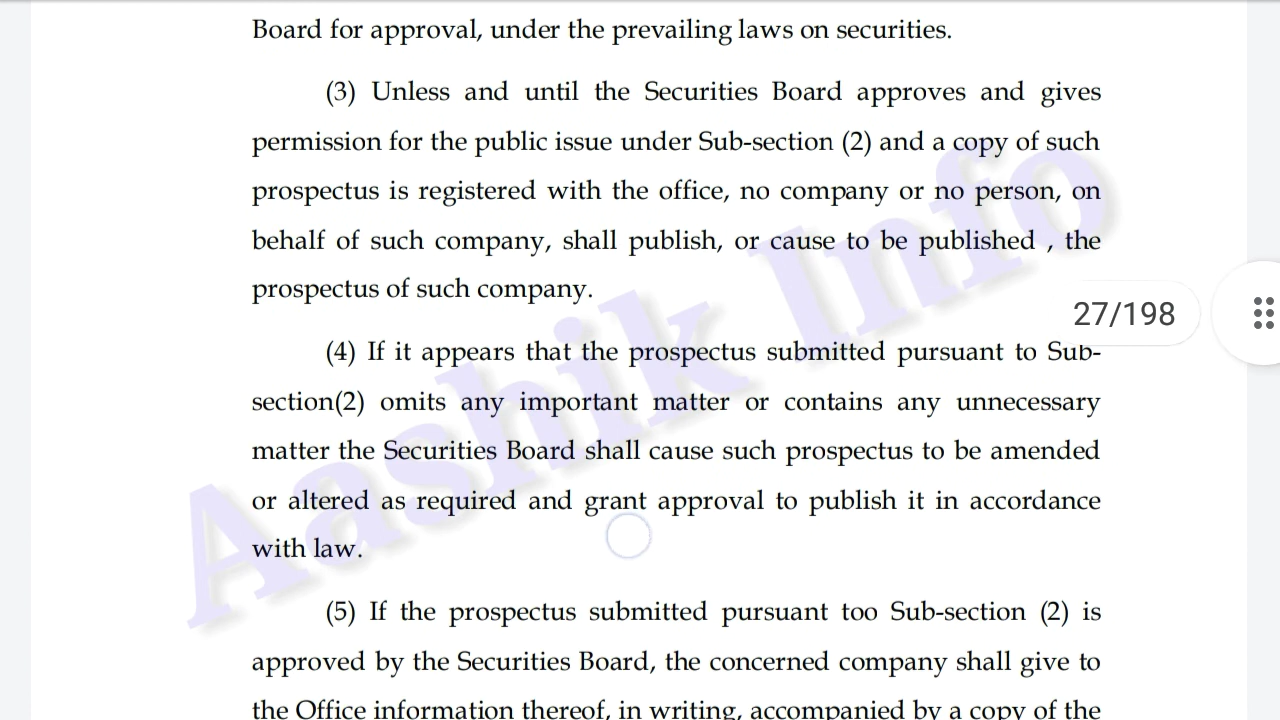 Board for approval, under the prevailing laws on securities.
(3) Unless and until the Securities Board approves and gives
permission for the public issue under Sub-section (2) and a copy of such
prospectus is registered with the office, no company or no person, on
behalf of such company, shall publish, or cause to be published , the
prospectus of such company.
27/198
(4) If it appears that the prospectus submitted pursuant to Sub-
section(2) omits any important matter or contains any unnecessary
matter the Securities Board shall cause such prospectus to be amended
or altered as required and grant approval to publish it in accordance
with law.
(5) If the prospectus submitted pursuant too Sub-section (2) is
approved by the Securities Board, the concerned company shall give to
the Office information thereof, in writing, accompanied by a copy of the
Aashik Info